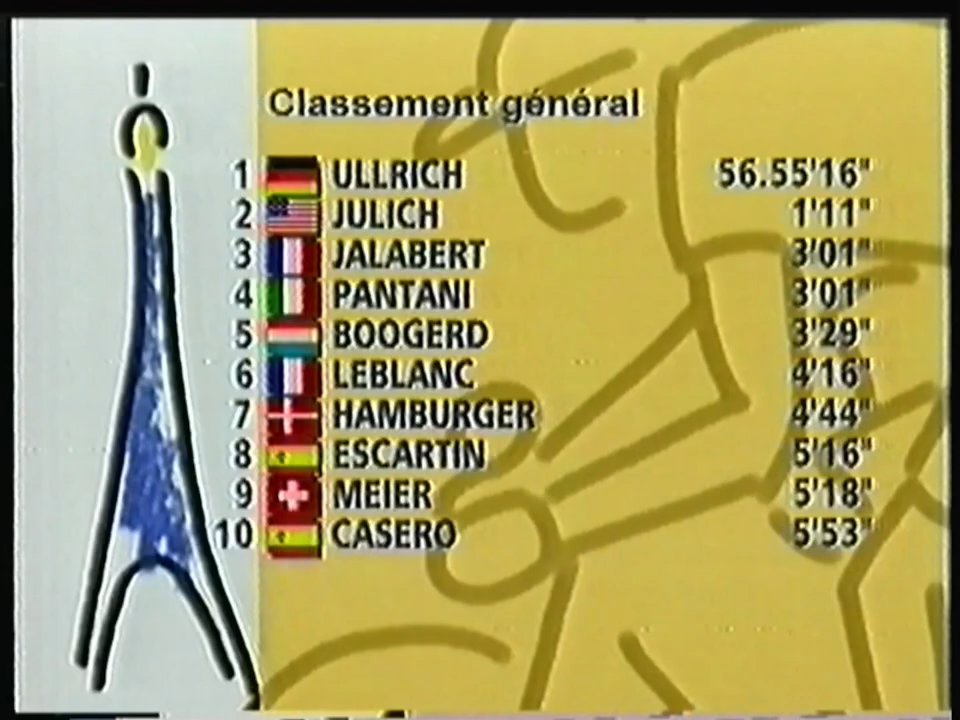 Classement général
1 ULLRICH 56.55'16"
2 JULICH 1'11"
3 JALABERT 3'01"
4 PANTANI 3'01"
5 BOOGERD 3'29"
6 LEBLANC 4'16"
7 HAMBURGER 4'44"
8 ESCARTIN 5'16"
9 MEIER 5'18"
10 CASERO 5'53"